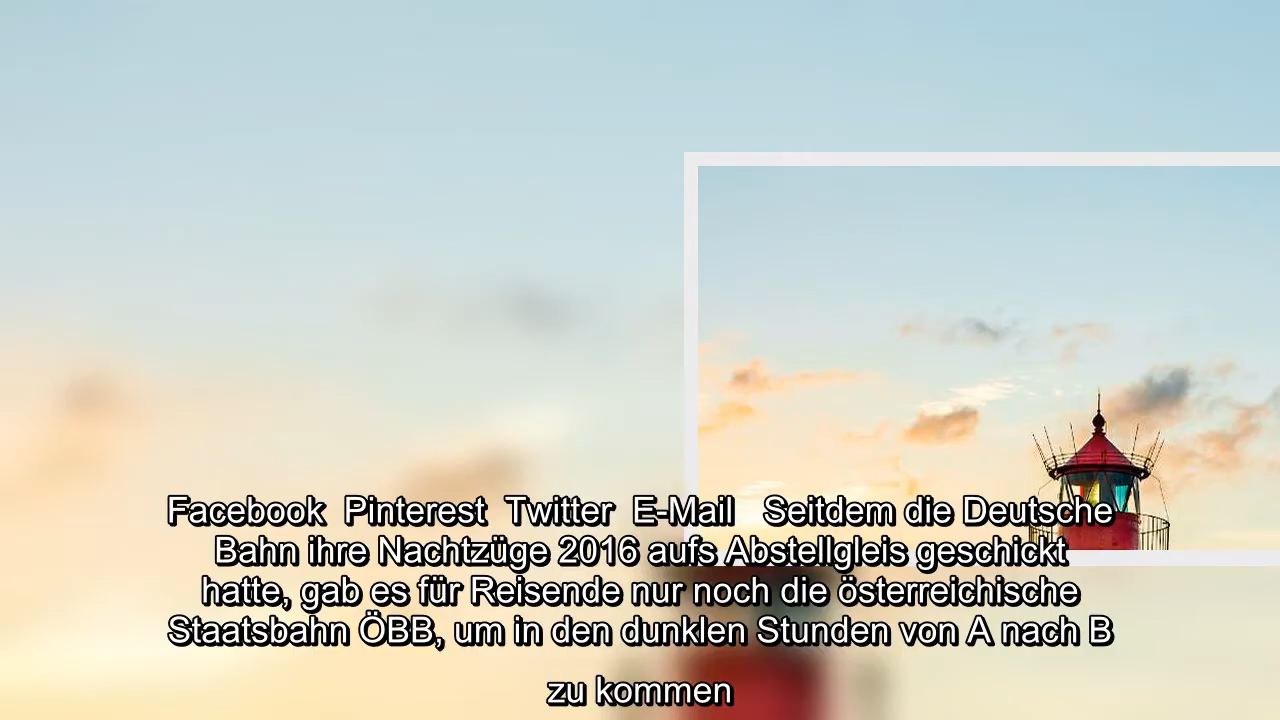 Facebook  Pinterest  Twitter  E-Mail   Seitdem die Deutsche
Bahn ihre Nachtzüge 2016 aufs Abstellgleis geschickt
hatte, gab es für Reisende nur noch die österreichische
Staatsbahn ÖBB, um in den dunklen Stunden von A nach B
zu kommen